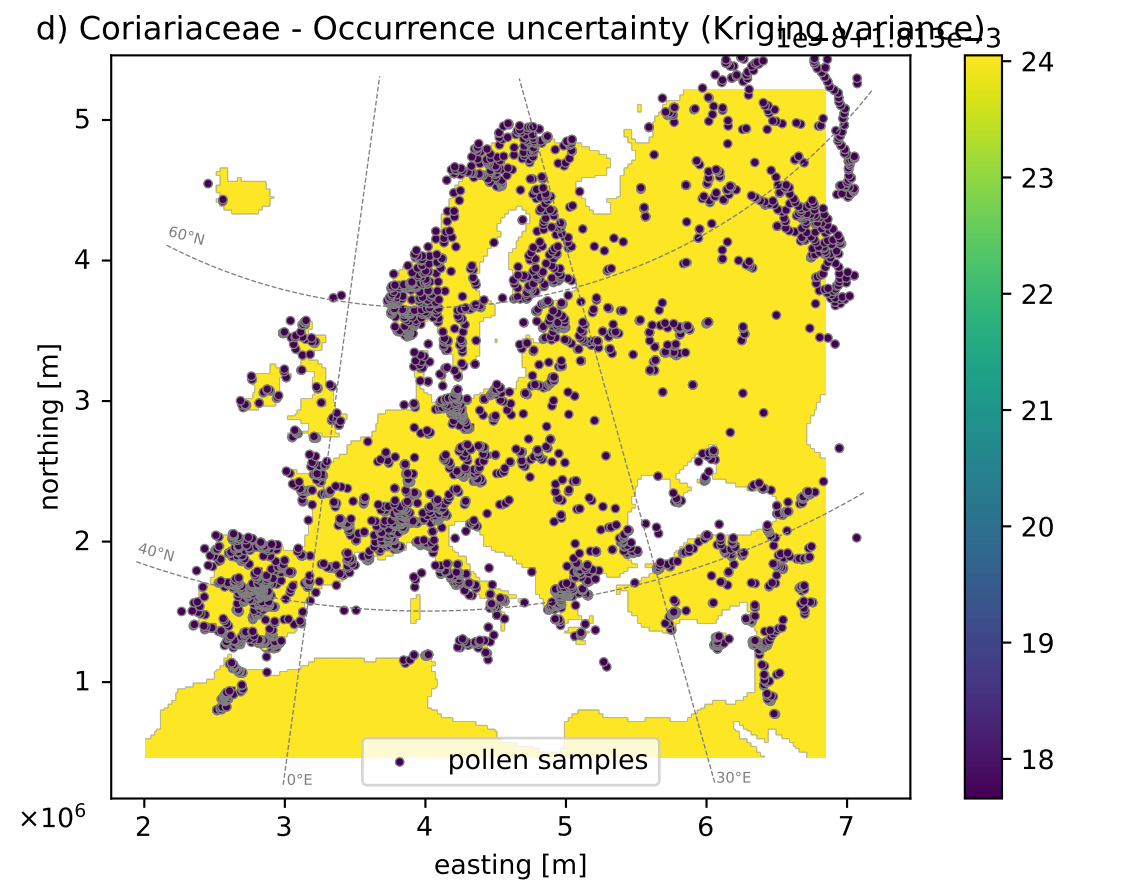 d) Coriariaceae - Occurrence uncertainty (Kriging variance)
1e−8+1.813e−3
northing [m]
5
4
3
2
1
60°N
40°N
0°E
30°E
pollen samples
×10⁶
2 3 4 5 6 7
easting [m]
24
23
22
21
20
19
18